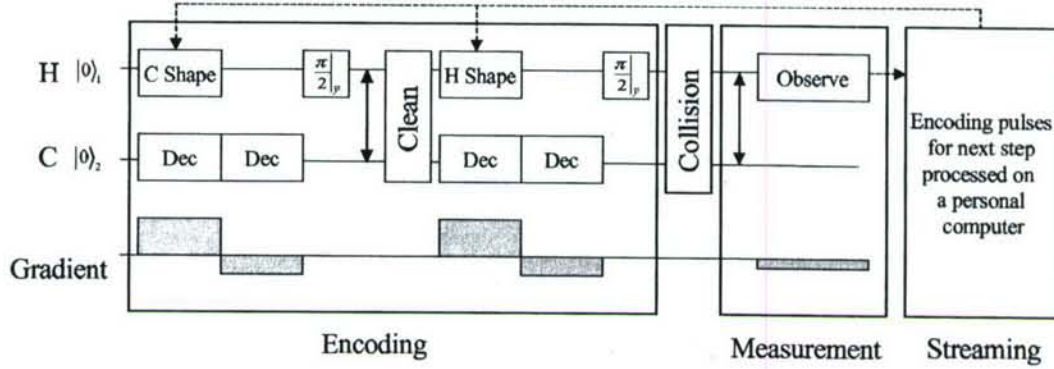 H |0⟩₁ C Shape π/2|y Clean H Shape π/2|y Collision Observe
C |0⟩₂ Dec Dec Dec Dec
Encoding pulses
for next step
processed on
a personal
computer
Gradient
Encoding Measurement Streaming